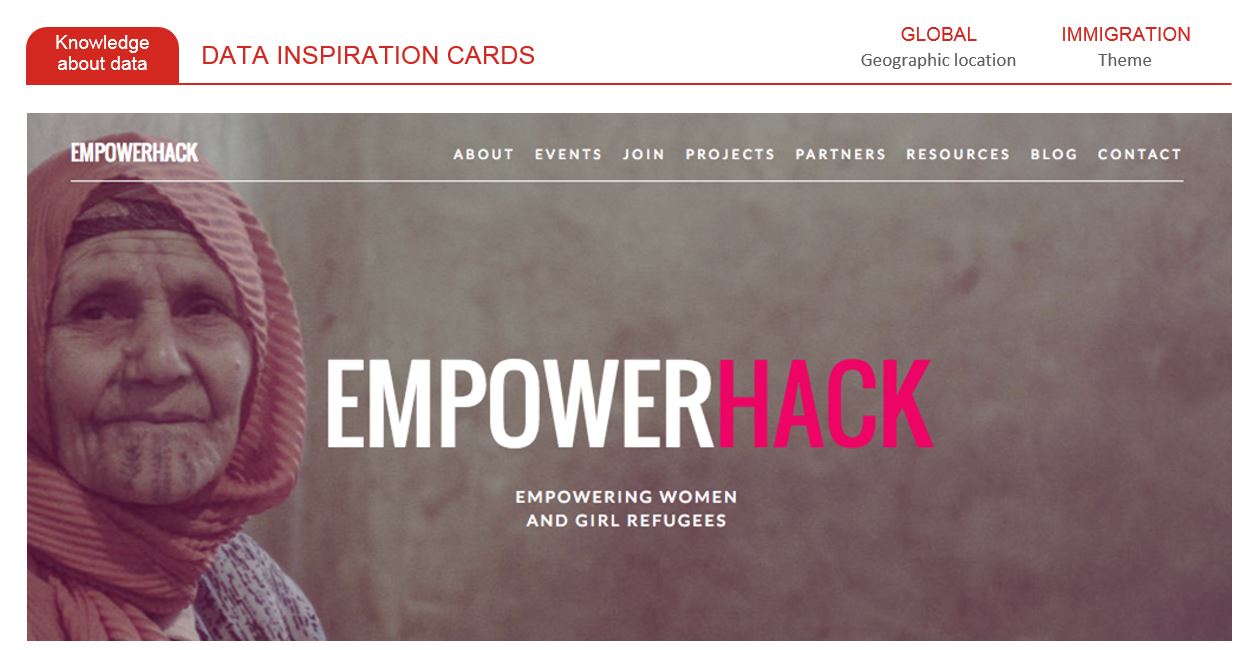 Knowledge
about data
DATA INSPIRATION CARDS
GLOBAL
Geographic location
IMMIGRATION
Theme
EMPOWERHACK
ABOUT EVENTS JOIN PROJECTS PARTNERS RESOURCES BLOG CONTACT
EMPOWERHACK
EMPOWERING WOMEN
AND GIRL REFUGEES